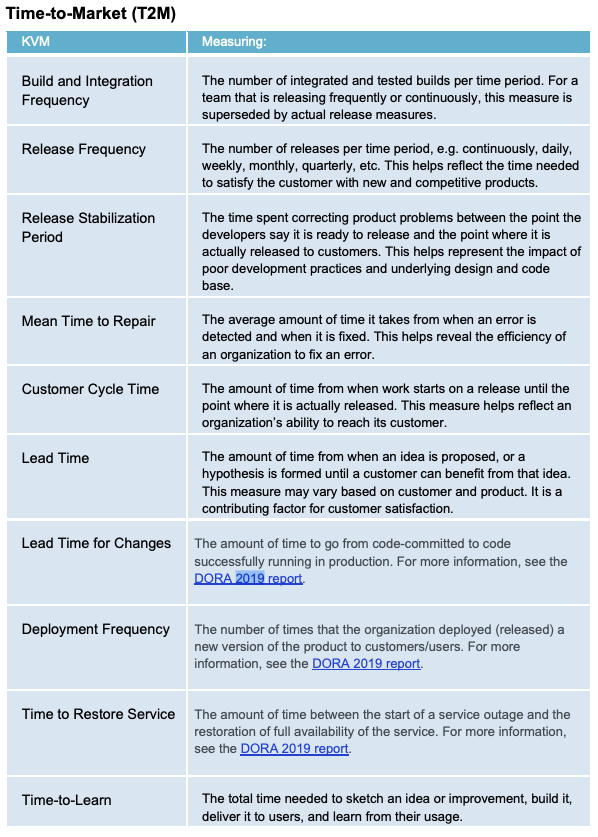 Time-to-Market (T2M)
KVM
Measuring:
Build and Integration
Frequency
The number of integrated and tested builds per time period. For a
team that is releasing frequently or continuously, this measure is
superseded by actual release measures.
Release Frequency
The number of releases per time period, e.g. continuously, daily,
weekly, monthly, quarterly, etc. This helps reflect the time needed
to satisfy the customer with new and competitive products.
Release Stabilization
Period
The time spent correcting product problems between the point the
developers say it is ready to release and the point where it is
actually released to customers. This helps represent the impact of
poor development practices and underlying design and code
base.
Mean Time to Repair
The average amount of time it takes from when an error is
detected and when it is fixed. This helps reveal the efficiency of
an organization to fix an error.
Customer Cycle Time
The amount of time from when work starts on a release until the
point where it is actually released. This measure helps reflect an
organization's ability to reach its customer.
Lead Time
The amount of time from when an idea is proposed, or a
hypothesis is formed until a customer can benefit from that idea.
This measure may vary based on customer and product. It is a
contributing factor for customer satisfaction.
Lead Time for Changes
The amount of time to go from code-committed to code
successfully running in production. For more information, see the
DORA 2019 report.
Deployment Frequency
The number of times that the organization deployed (released) a
new version of the product to customers/users. For more
information, see the DORA 2019 report.
Time to Restore Service
The amount of time between the start of a service outage and the
restoration of full availability of the service. For more information,
see the DORA 2019 report.
Time-to-Learn
The total time needed to sketch an idea or improvement, build it,
deliver it to users, and learn from their usage.